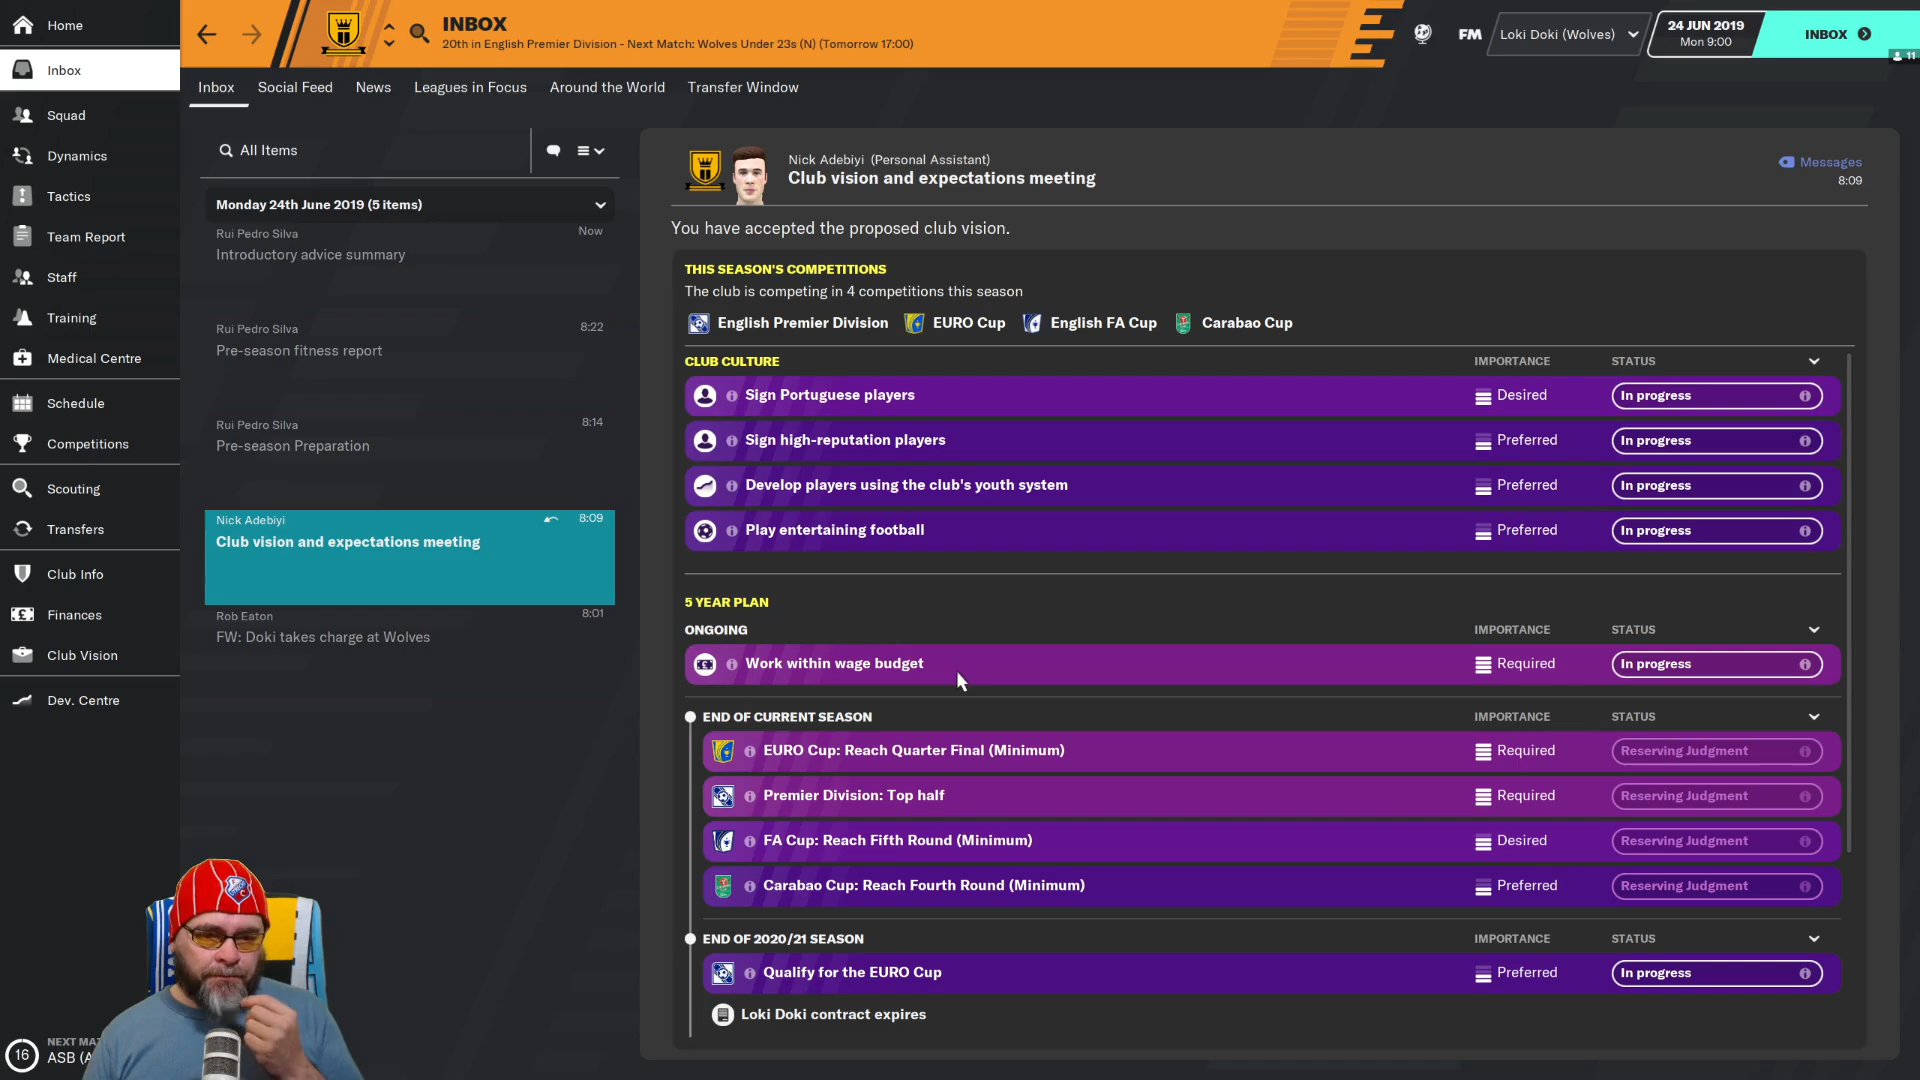 Home
Inbox
Squad
Dynamics
Tactics
Team Report
Staff
Training
Medical Centre
Schedule
Competitions
Scouting
Transfers
Club Info
Finances
Club Vision
Dev. Centre
16
NEXT MA
ASB (A
INBOX
20th in English Premier Division - Next Match: Wolves Under 23s (N) (Tomorrow 17:00)
FM
Loki Doki (Wolves)
24 JUN 2019
Mon 9:00
INBOX
11
Inbox
Social Feed
News
Leagues in Focus
Around the World
Transfer Window
All Items
Monday 24th June 2019 (5 items)
Rui Pedro Silva Now
Introductory advice summary
Rui Pedro Silva 8:22
Pre-season fitness report
Rui Pedro Silva 8:14
Pre-season Preparation
Nick Adebiyi 8:09
Club vision and expectations meeting
Rob Eaton 8:01
FW: Doki takes charge at Wolves
Nick Adebiyi (Personal Assistant)
Club vision and expectations meeting
Messages
8:09
You have accepted the proposed club vision.
THIS SEASON'S COMPETITIONS
The club is competing in 4 competitions this season
English Premier Division EURO Cup English FA Cup Carabao Cup
CLUB CULTURE IMPORTANCE STATUS
Sign Portuguese players Desired In progress
Sign high-reputation players Preferred In progress
Develop players using the club's youth system Preferred In progress
Play entertaining football Preferred In progress
5 YEAR PLAN
ONGOING IMPORTANCE STATUS
Work within wage budget Required In progress
END OF CURRENT SEASON IMPORTANCE STATUS
EURO Cup: Reach Quarter Final (Minimum) Required Reserving Judgment
Premier Division: Top half Required Reserving Judgment
FA Cup: Reach Fifth Round (Minimum) Desired Reserving Judgment
Carabao Cup: Reach Fourth Round (Minimum) Preferred Reserving Judgment
END OF 2020/21 SEASON IMPORTANCE STATUS
Qualify for the EURO Cup Preferred In progress
Loki Doki contract expires